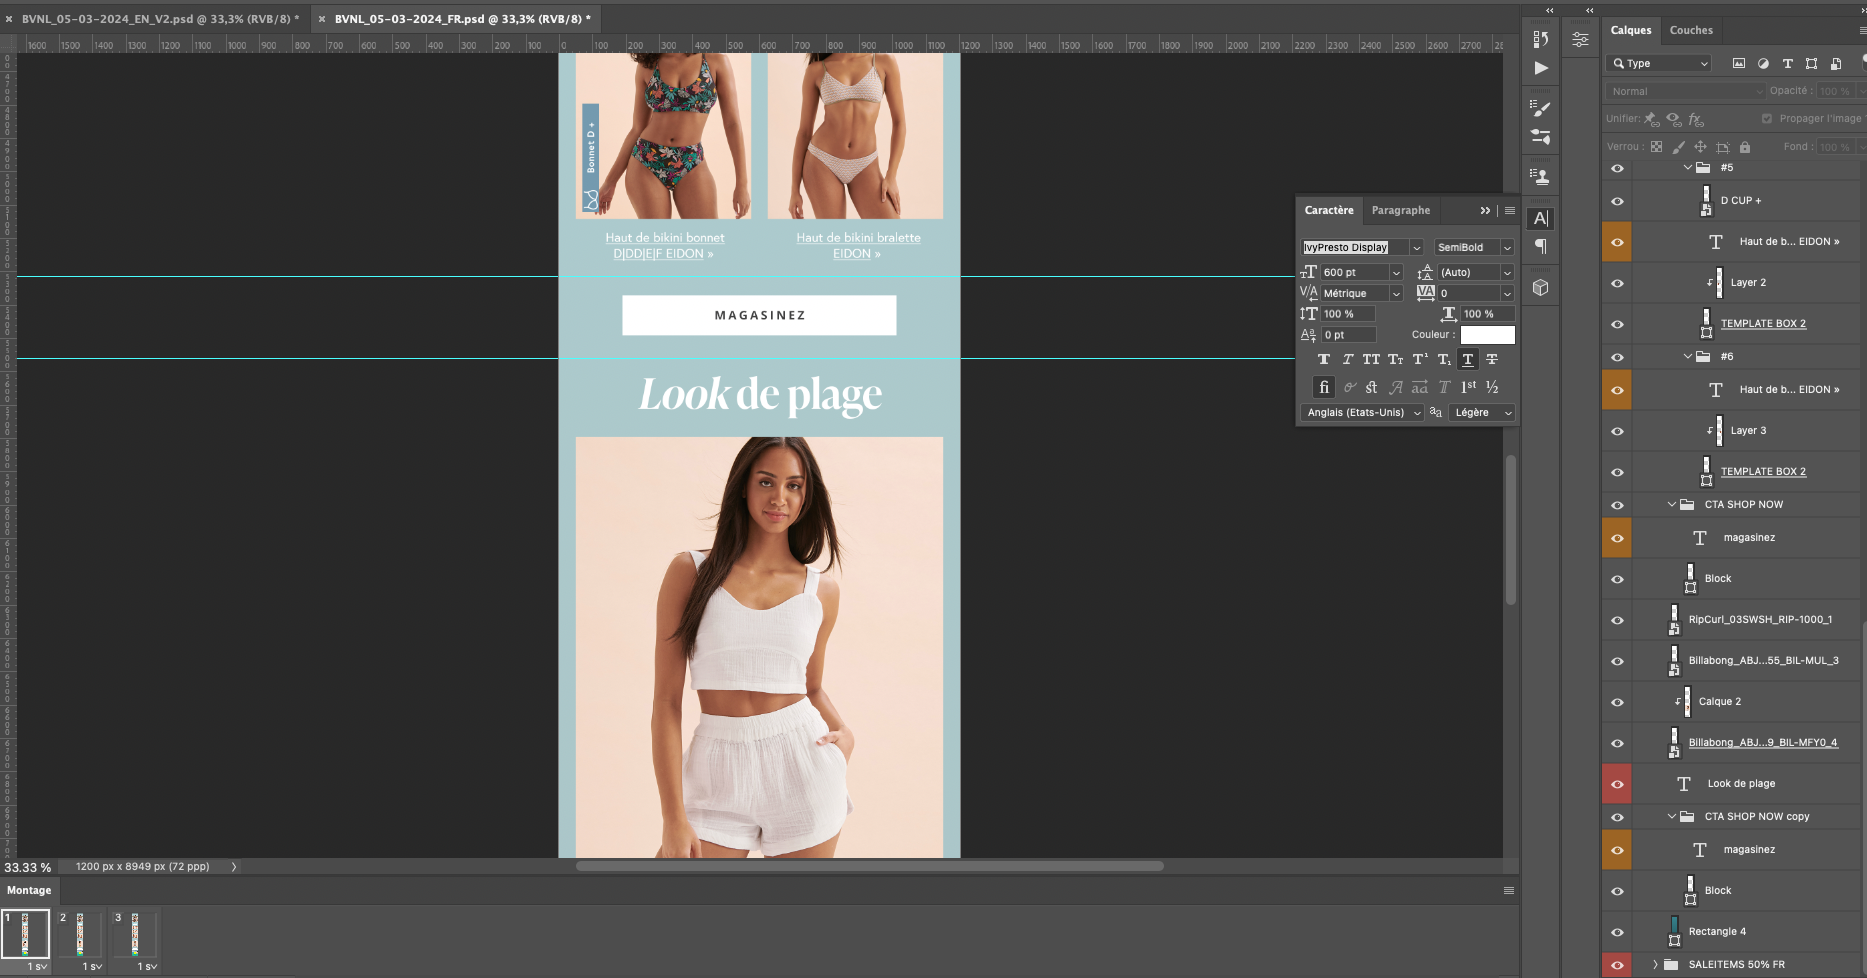 BVNL_05-03-2024_EN_V2.psd @ 33,3% (RVB/8) *
BVNL_05-03-2024_FR.psd @ 33,3% (RVB/8) *
1600 1500 1400 1300 1200 1100 1000 900 800 700 600 500 400 300 200 100 0 100 200 300 400 500 600 700 800 900 1000 1100 1200 1300 1400 1500 1600 1700 1800 1900 2000 2100 2200 2300 2400 2500 2600 2700
Bonnet D +
Haut de bikini bonnet
D|DD|E|F EIDON »
Haut de bikini bralette
EIDON »
MAGASINEZ
Look de plage
Caractère Paragraphe
IvyPresto Display SemiBold
600 pt (Auto)
Métrique 0
100 % 100 %
0 pt Couleur :
Anglais (Etats-Unis) Légère
Calques Couches
Type
Normal Opacité : 100 %
Unifier: Propager l'image
Verrou : Fond : 100 %
#5
D CUP +
Haut de b... EIDON »
Layer 2
TEMPLATE BOX 2
#6
Haut de b... EIDON »
Layer 3
TEMPLATE BOX 2
CTA SHOP NOW
magasinez
Block
RipCurl_03SWSH_RIP-1000_1
Billabong_ABJ...55_BIL-MUL_3
Calque 2
Billabong_ABJ...9_BIL-MFY0_4
Look de plage
CTA SHOP NOW copy
magasinez
Block
Rectangle 4
SALEITEMS 50% FR
33.33 % 1200 px x 8949 px (72 ppp)
Montage
1 2 3
1 s 1 s 1 s